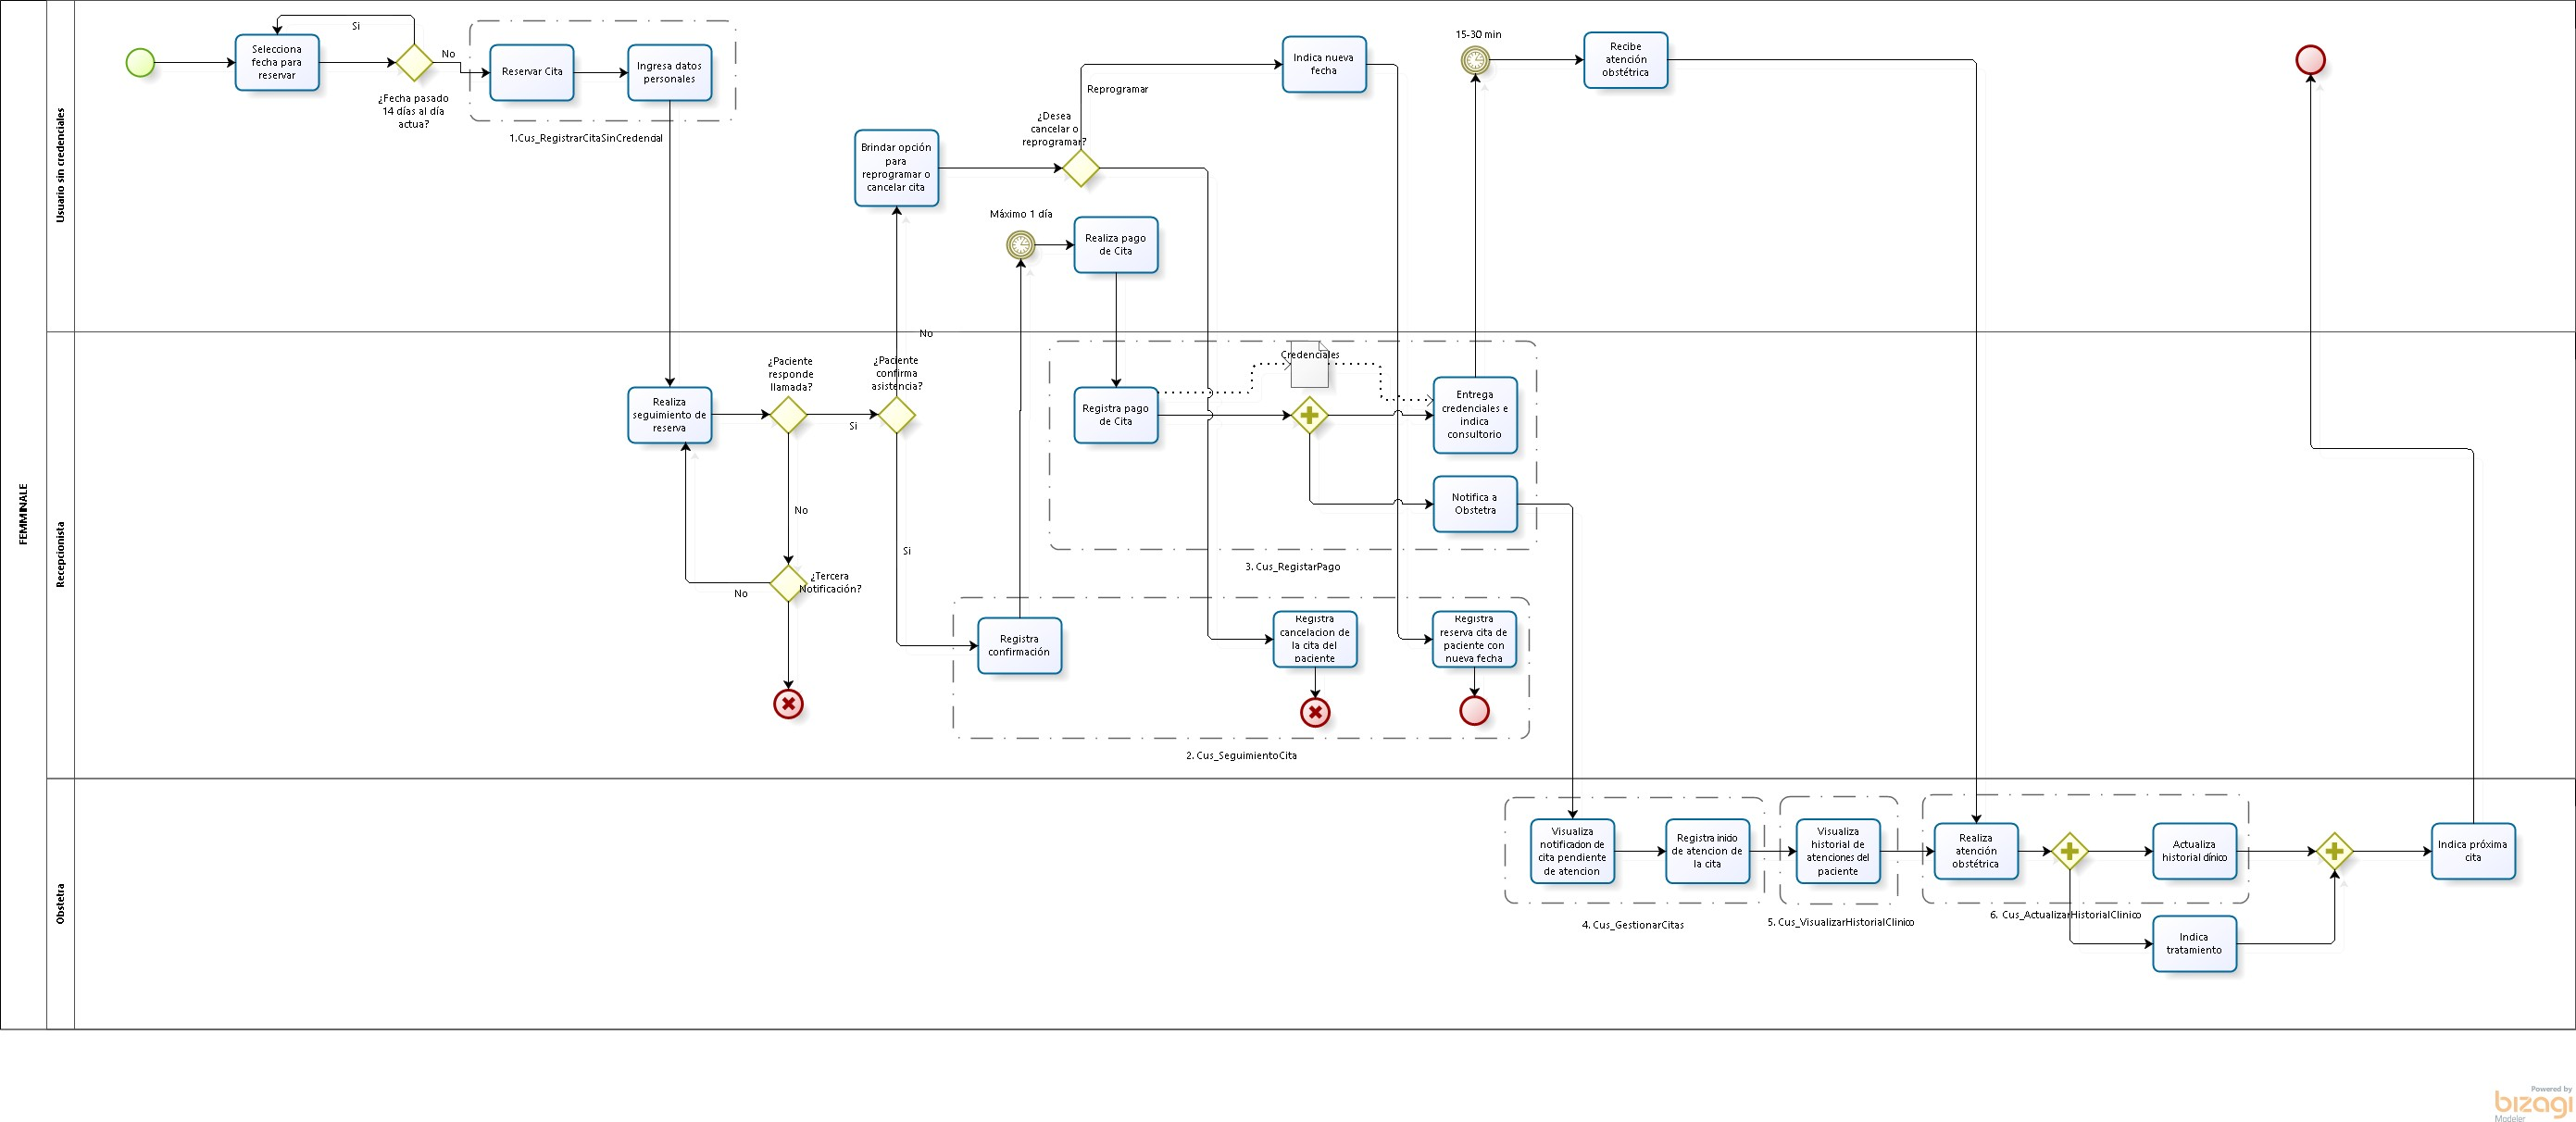 FEMMINALE
Usuario sin credenciales
Selecciona
fecha para
reservar
Si
No
¿Fecha pasado
14 días al día
actua?
Reservar Cita
Ingresa datos
personales
1.Cus_RegistrarCitaSinCredencial
Brindar opción
para
reprogramar o
cancelar cita
¿Desea
cancelar o
reprogramar?
Reprogramar
Indica nueva
fecha
Máximo 1 día
Realiza pago
de Cita
15-30 min
Recibe
atención
obstétrica
Recepcionista
Realiza
seguimiento de
reserva
¿Paciente
responde
llamada?
Si
No
¿Paciente
confirma
asistencia?
No
Si
¿Tercera
Notificación?
No
Registra pago
de Cita
Credenciales
Entrega
credenciales e
indica
consultorio
Notifica a
Obstetra
3. Cus_RegistarPago
Registra
confirmación
Registra
cancelacion de
la cita del
paciente
Registra
reserva cita de
paciente con
nueva fecha
2. Cus_SeguimientoCita
Obstetra
Visualiza
notificacion de
cita pendiente
de atencion
Registra inicio
de atencion de
la cita
4. Cus_GestionarCitas
Visualiza
historial de
atenciones del
paciente
5. Cus_VisualizarHistorialClinico
Realiza
atención
obstétrica
Actualiza
historial clínico
6. Cus_ActualizarHistorialClinico
Indica
tratamiento
Indica próxima
cita
Powered by
bizagi
Modeler